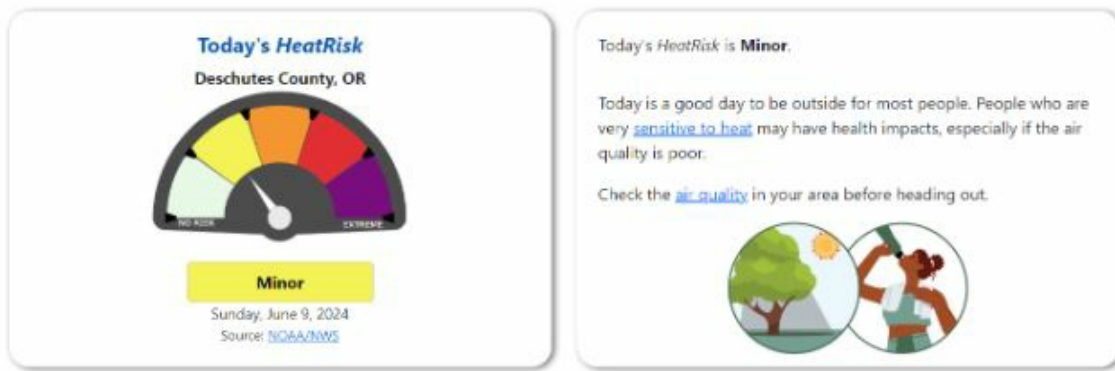 Today's HeatRisk
Deschutes County, OR
NO RISK
EXTREME
Minor
Sunday, June 9, 2024
Source: NOAA/NWS
Today's HeatRisk is Minor.
Today is a good day to be outside for most people. People who are
very sensitive to heat may have health impacts, especially if the air
quality is poor.
Check the air quality in your area before heading out.